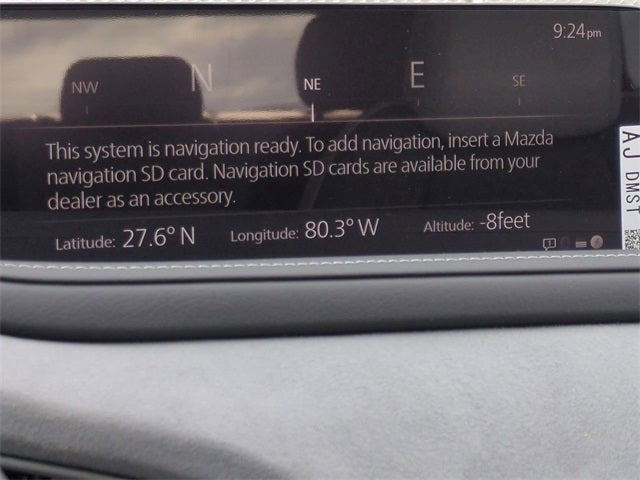 9:24pm
NW N NE E SE
This system is navigation ready. To add navigation, insert a Mazda
navigation SD card. Navigation SD cards are available from your
dealer as an accessory.
Latitude: 27.6° N Longitude: 80.3° W Altitude: -8feet
AJ DMST